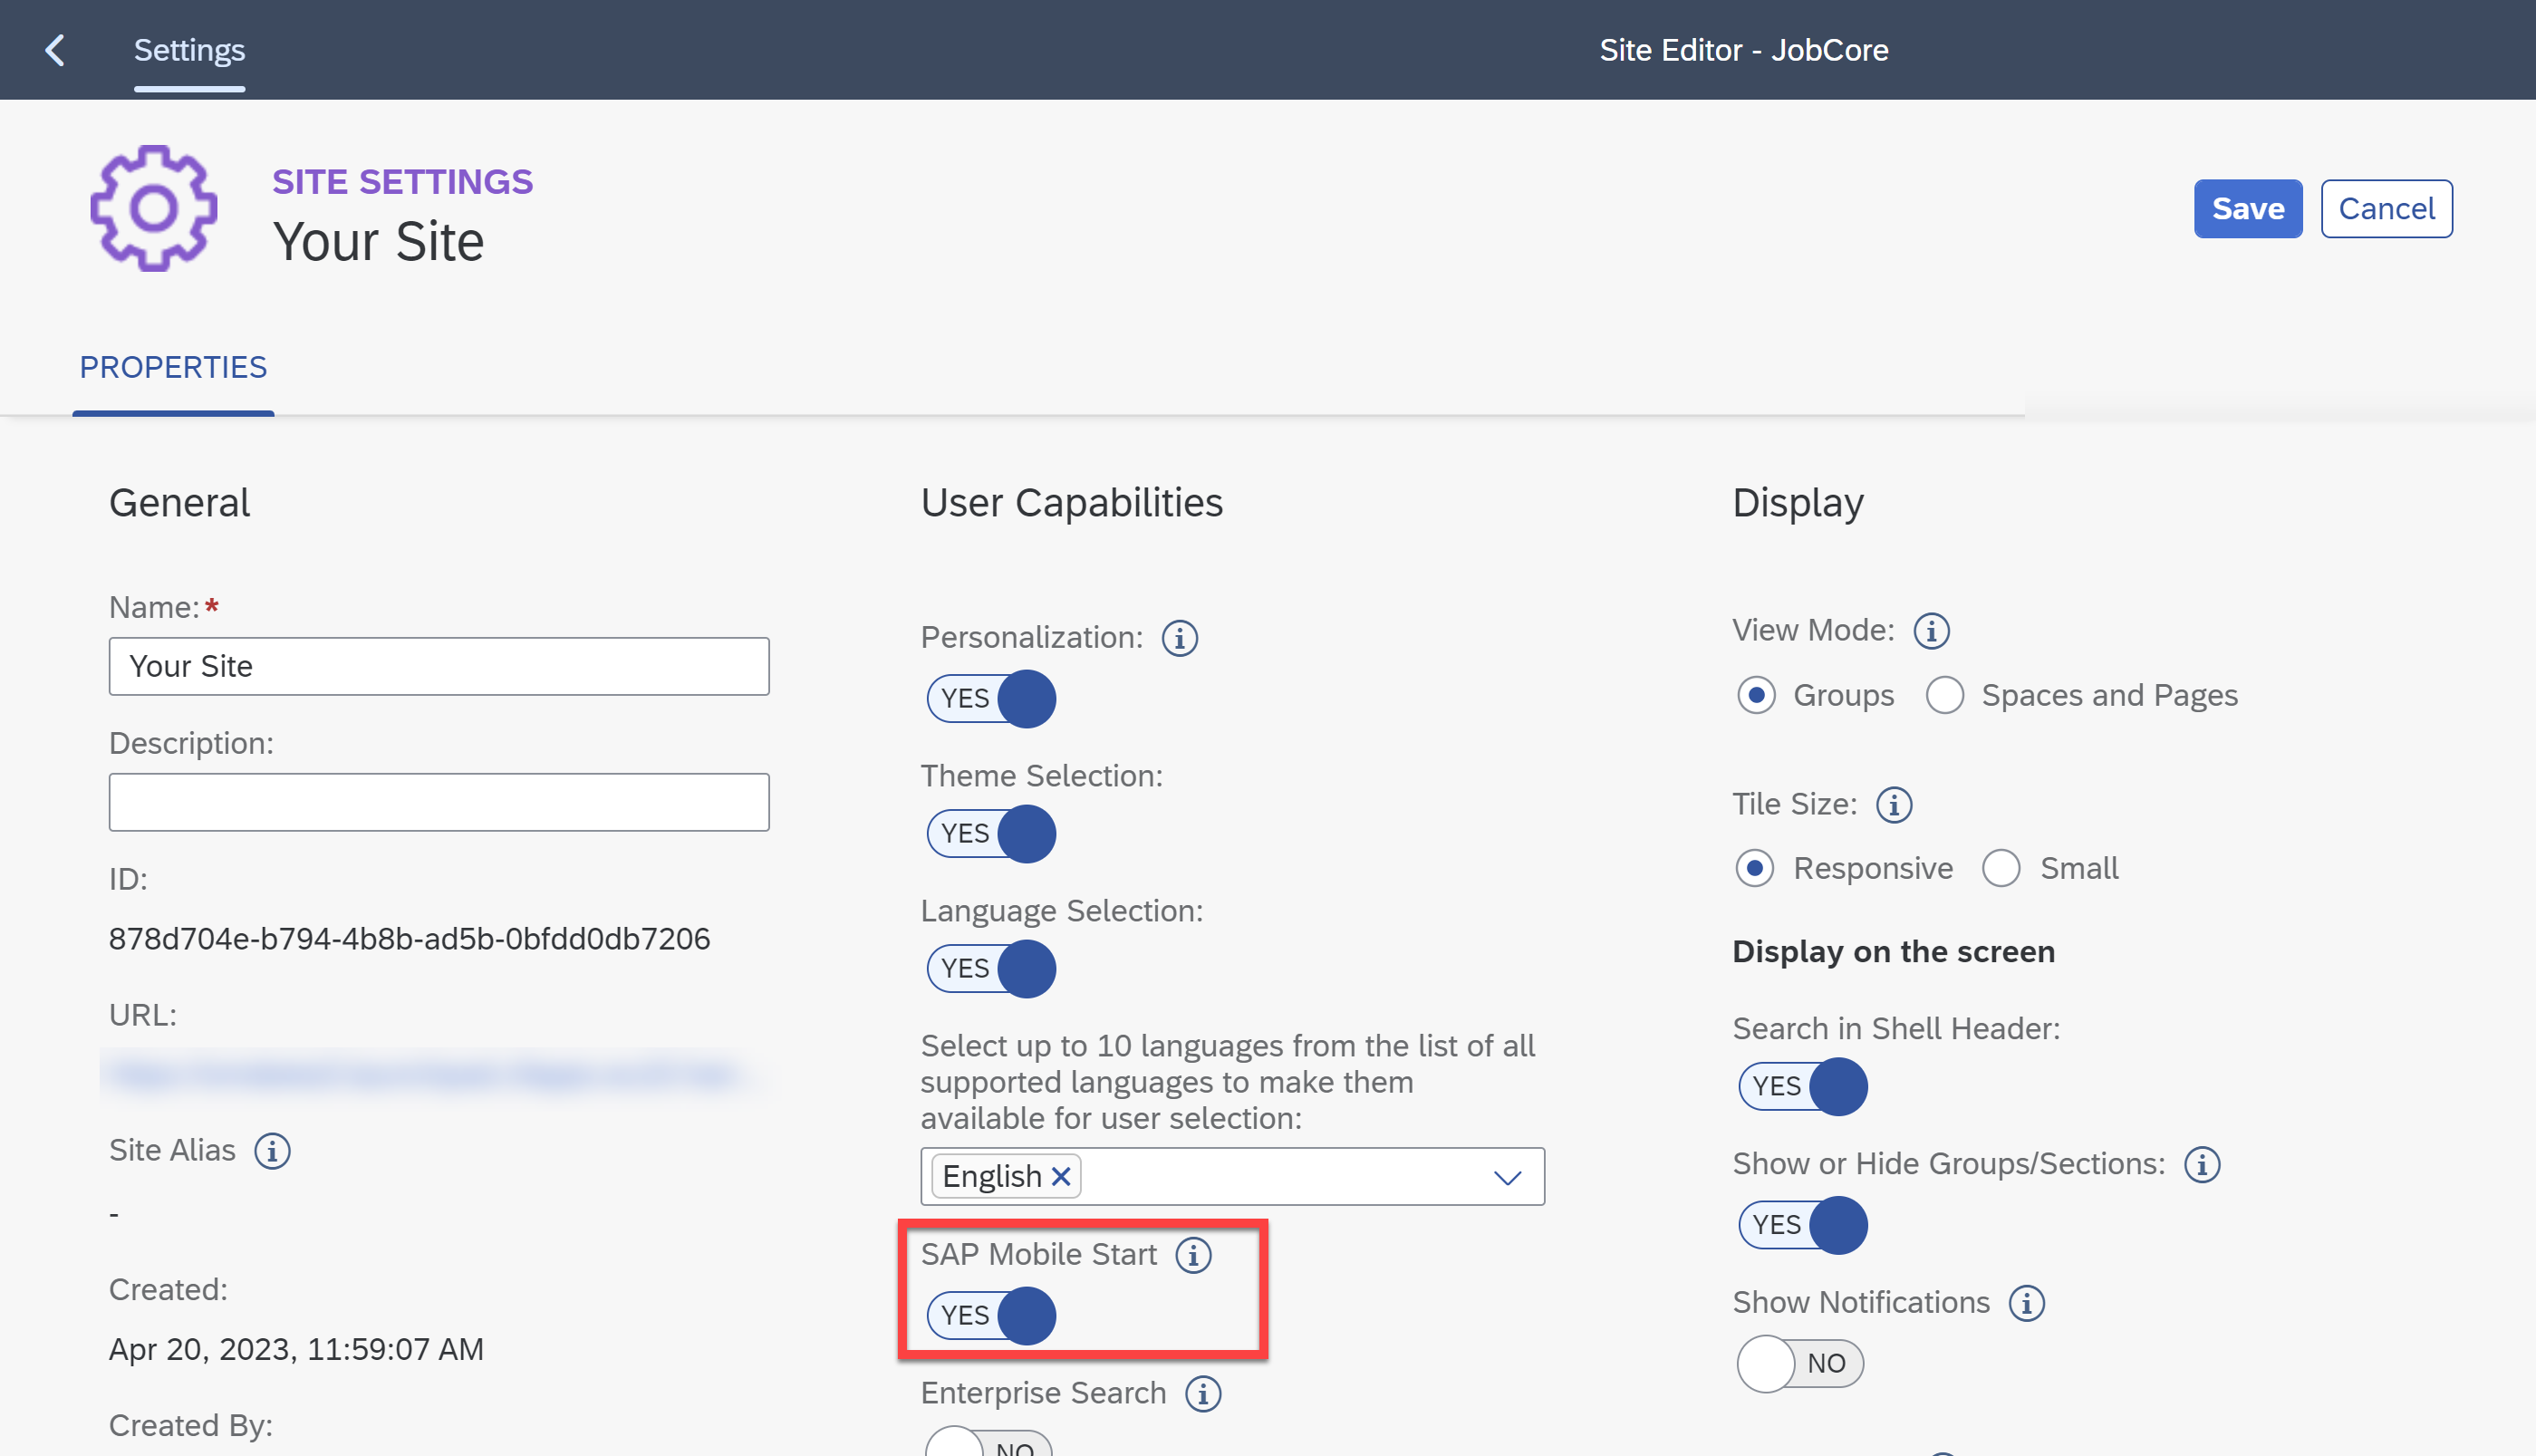 Settings
Site Editor - JobCore
SITE SETTINGS
Your Site
Save
Cancel
PROPERTIES
General
Name:*
Your Site
Description:
ID:
878d704e-b794-4b8b-ad5b-0bfdd0db7206
URL:
Site Alias
-
Created:
Apr 20, 2023, 11:59:07 AM
Created By:
User Capabilities
Personalization:
YES
Theme Selection:
YES
Language Selection:
YES
Select up to 10 languages from the list of all
supported languages to make them
available for user selection:
English
SAP Mobile Start
YES
Enterprise Search
NO
Display
View Mode:
Groups Spaces and Pages
Tile Size:
Responsive Small
Display on the screen
Search in Shell Header:
YES
Show or Hide Groups/Sections:
YES
Show Notifications
NO